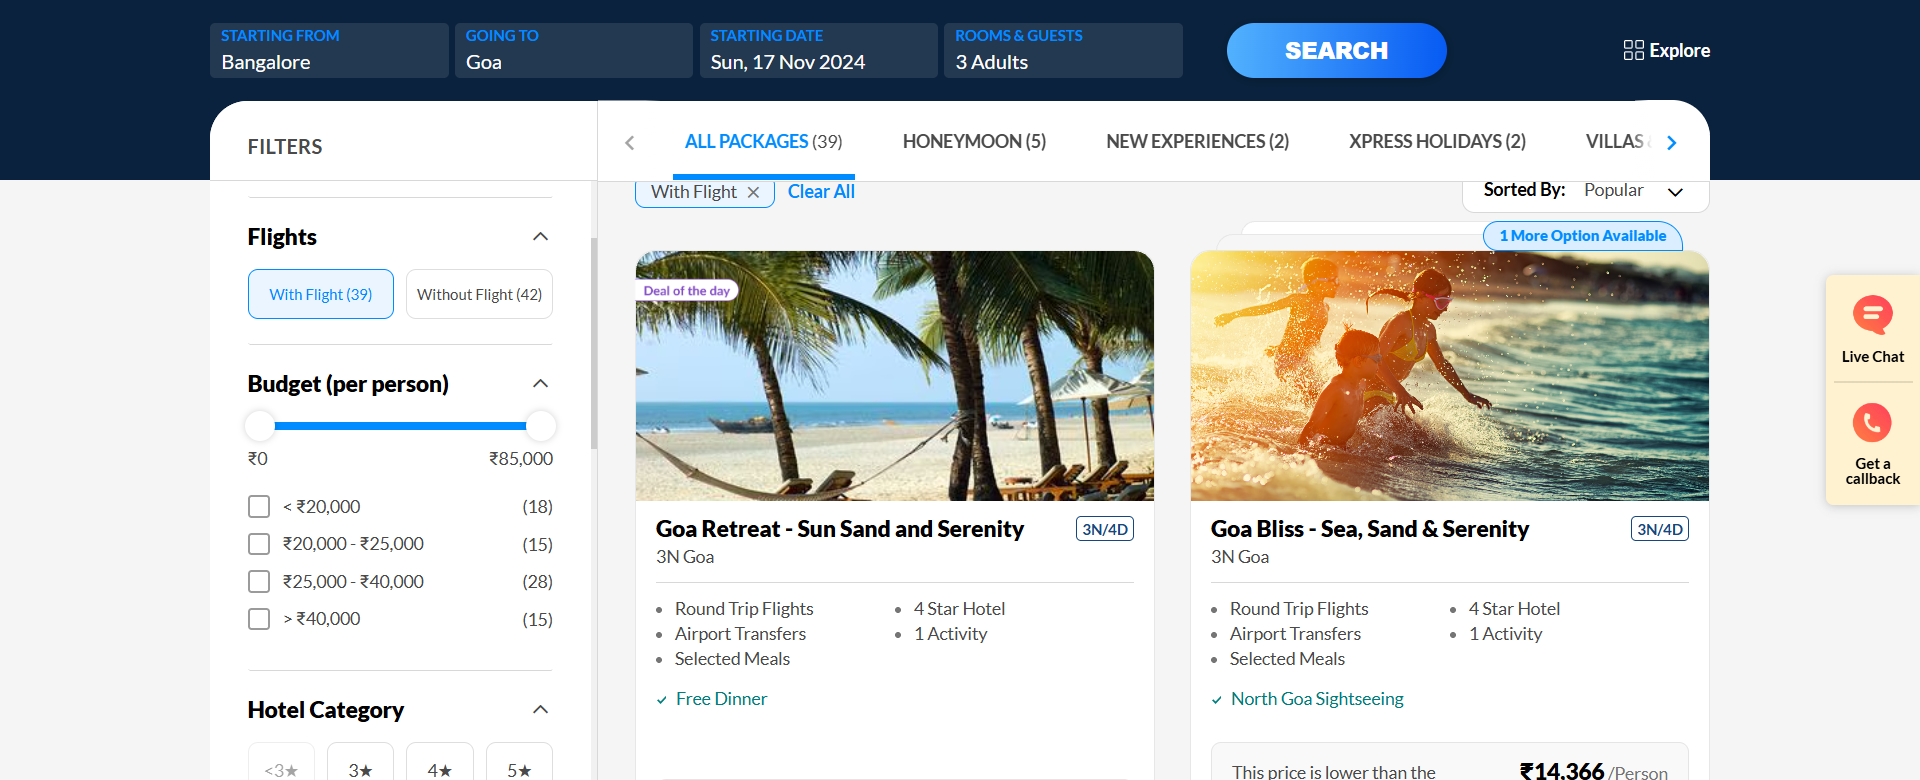 STARTING FROM
Bangalore
GOING TO
Goa
STARTING DATE
Sun, 17 Nov 2024
ROOMS & GUESTS
3 Adults
SEARCH
Explore
FILTERS
ALL PACKAGES (39)
HONEYMOON (5)
NEW EXPERIENCES (2)
XPRESS HOLIDAYS (2)
VILLAS
With Flight
Clear All
Sorted By: Popular
Flights
With Flight (39)
Without Flight (42)
Budget (per person)
₹0
₹85,000
< ₹20,000 (18)
₹20,000 - ₹25,000 (15)
₹25,000 - ₹40,000 (28)
> ₹40,000 (15)
Hotel Category
<3★
3★
4★
5★
Deal of the day
Goa Retreat - Sun Sand and Serenity
3N/4D
3N Goa
Round Trip Flights
Airport Transfers
Selected Meals
4 Star Hotel
1 Activity
Free Dinner
1 More Option Available
Goa Bliss - Sea, Sand & Serenity
3N/4D
3N Goa
Round Trip Flights
Airport Transfers
Selected Meals
4 Star Hotel
1 Activity
North Goa Sightseeing
This price is lower than the
₹14,366 /Person
Live Chat
Get a
callback